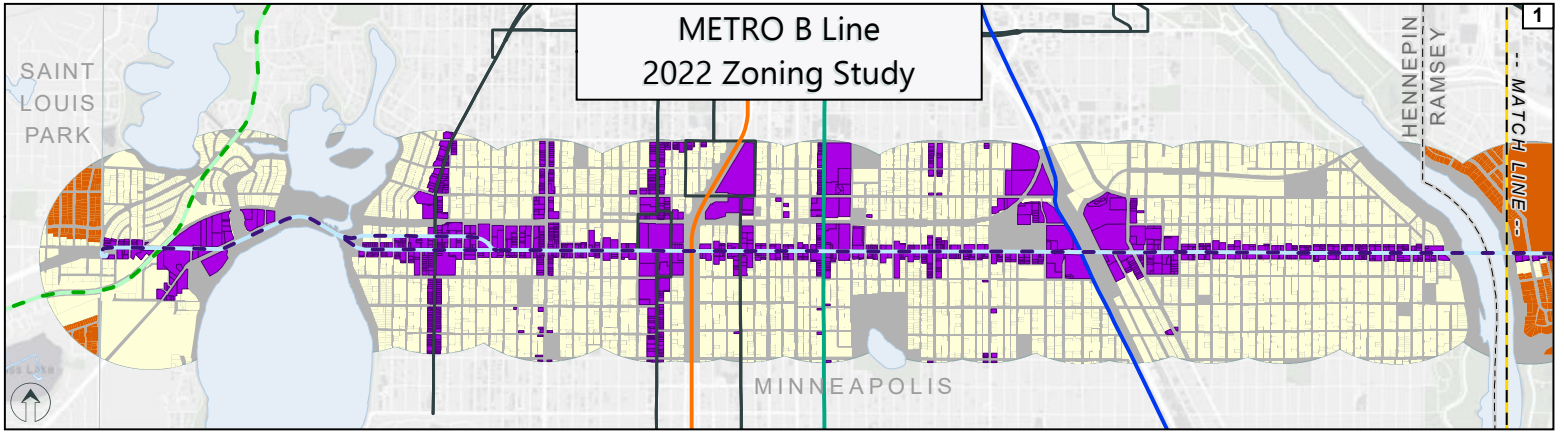 METRO B Line
2022 Zoning Study
1
SAINT
LOUIS
PARK
HENNEPIN
RAMSEY
-- MATCH LINE --
MINNEAPOLIS